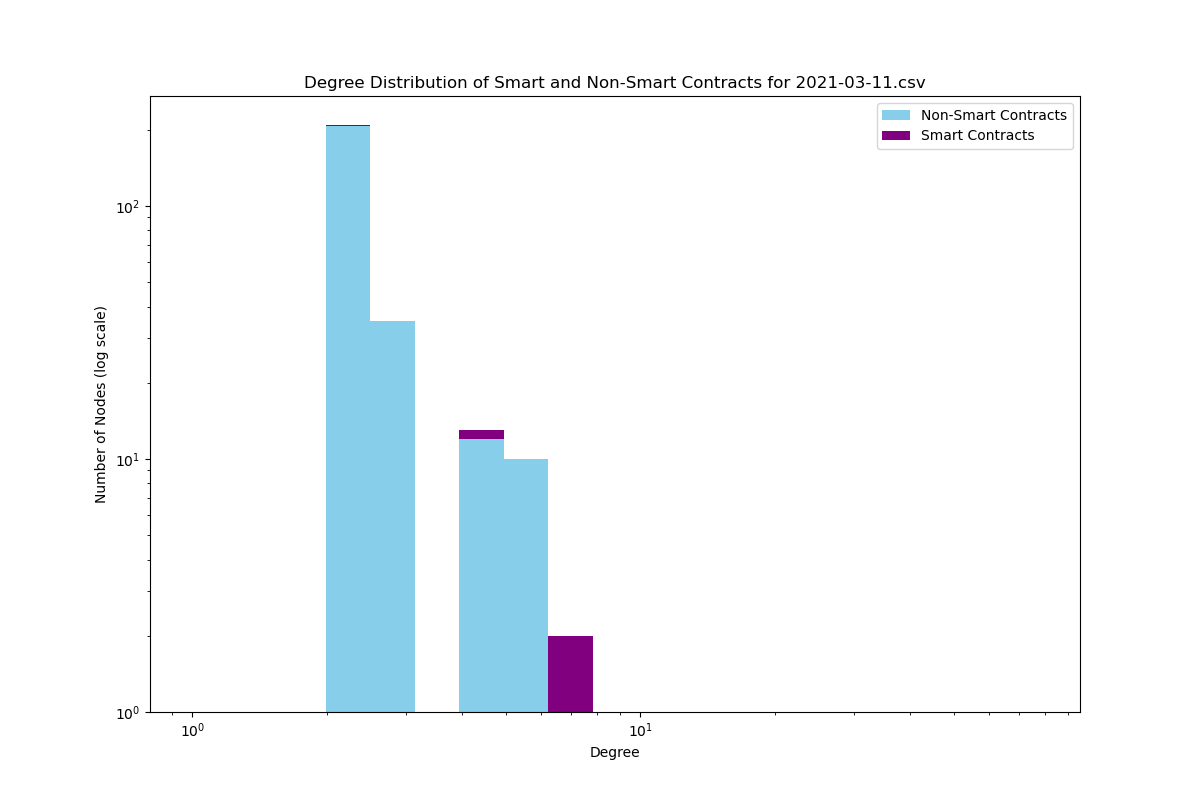 Degree Distribution of Smart and Non-Smart Contracts for 2021-03-11.csv
Non-Smart Contracts
Smart Contracts
10²
10¹
10⁰
Number of Nodes (log scale)
10⁰ 10¹
Degree